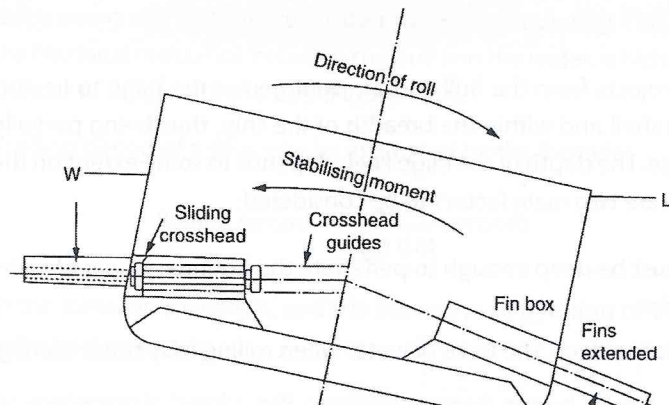 Direction of roll
W
Stabilising moment
L
Sliding
crosshead
Crosshead
guides
Fin box
Fins
extended